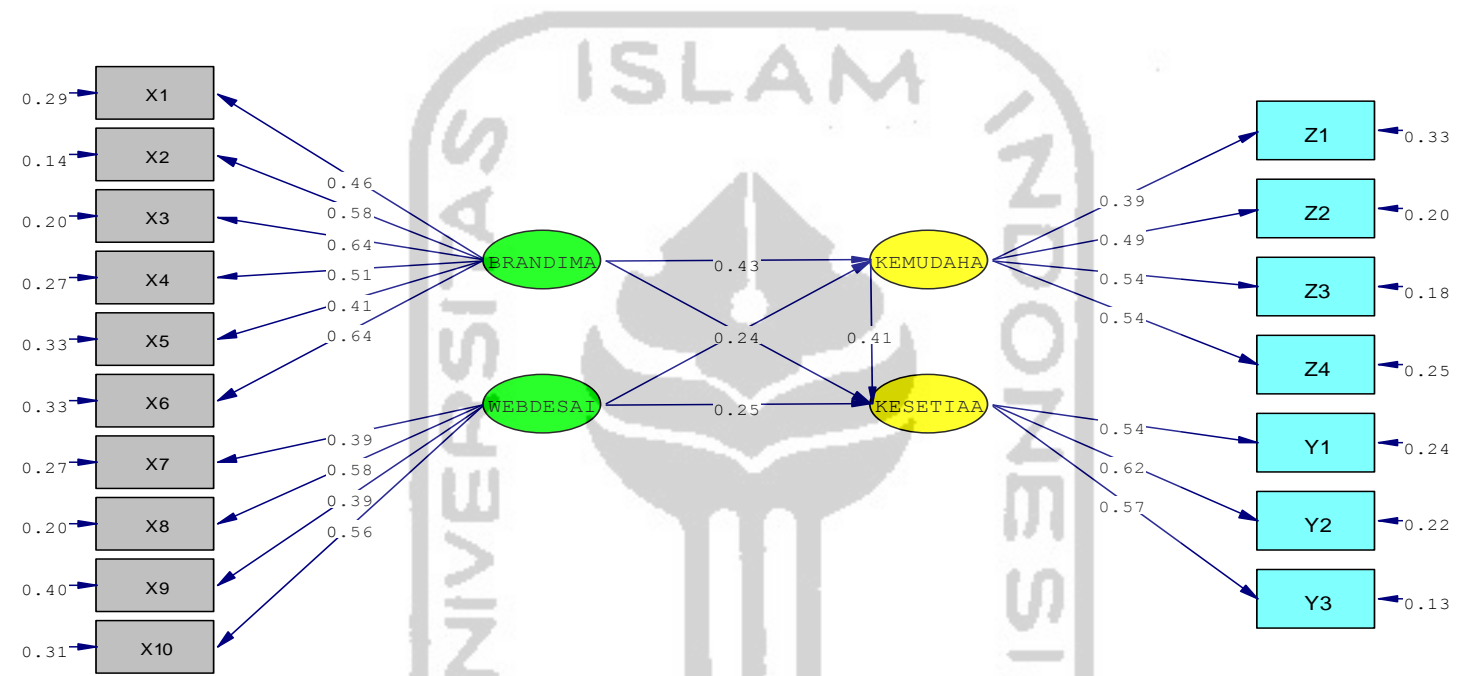 ISLAM
UNIVERSITAS
INDONESIA
0.29 X1
0.14 X2
0.20 X3
0.27 X4
0.33 X5
0.33 X6
0.27 X7
0.20 X8
0.40 X9
0.31 X10
0.46
0.58
0.64
0.51
0.41
0.64
0.39
0.58
0.39
0.56
BRANDIMA
WEBDESAI
0.43
0.24
0.41
0.25
KEMUDAHA
KESETIAA
0.39
0.49
0.54
0.54
0.54
0.62
0.57
Z1 0.33
Z2 0.20
Z3 0.18
Z4 0.25
Y1 0.24
Y2 0.22
Y3 0.13